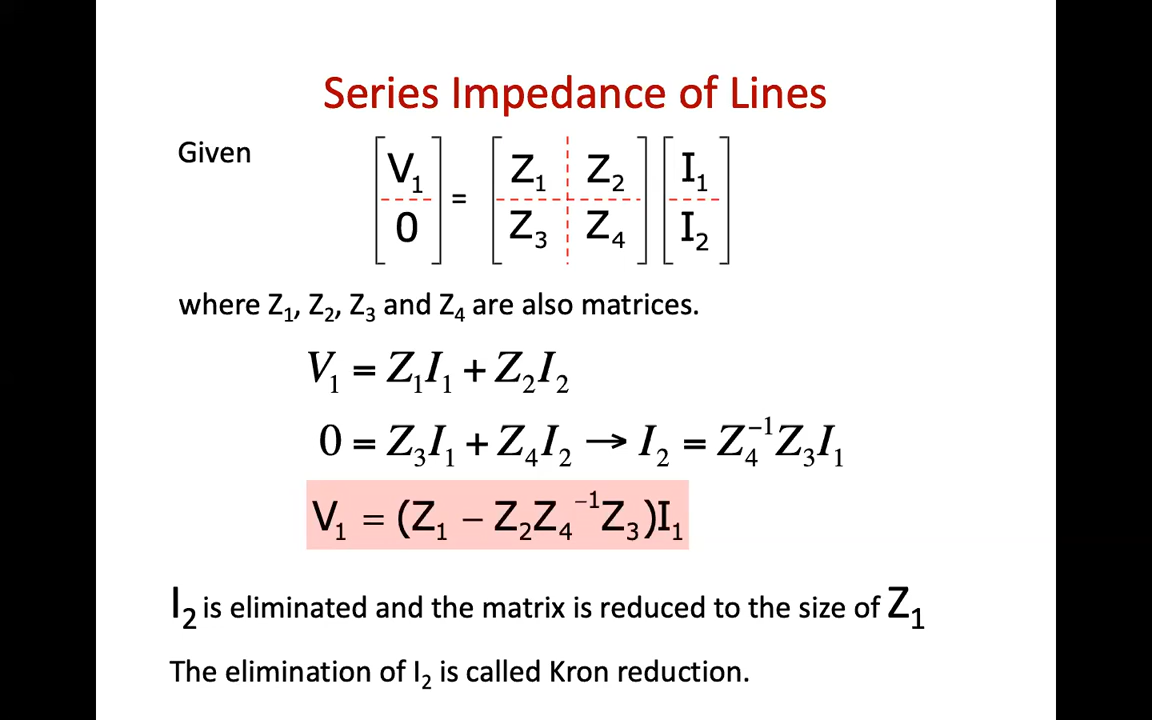 Series Impedance of Lines
Given
[V₁ / 0] = [Z₁ Z₂ / Z₃ Z₄] [I₁ / I₂]
where Z₁, Z₂, Z₃ and Z₄ are also matrices.
V₁ = Z₁I₁ + Z₂I₂
0 = Z₃I₁ + Z₄I₂ → I₂ = Z₄⁻¹Z₃I₁
V₁ = (Z₁ − Z₂Z₄⁻¹Z₃)I₁
I₂ is eliminated and the matrix is reduced to the size of Z₁
The elimination of I₂ is called Kron reduction.